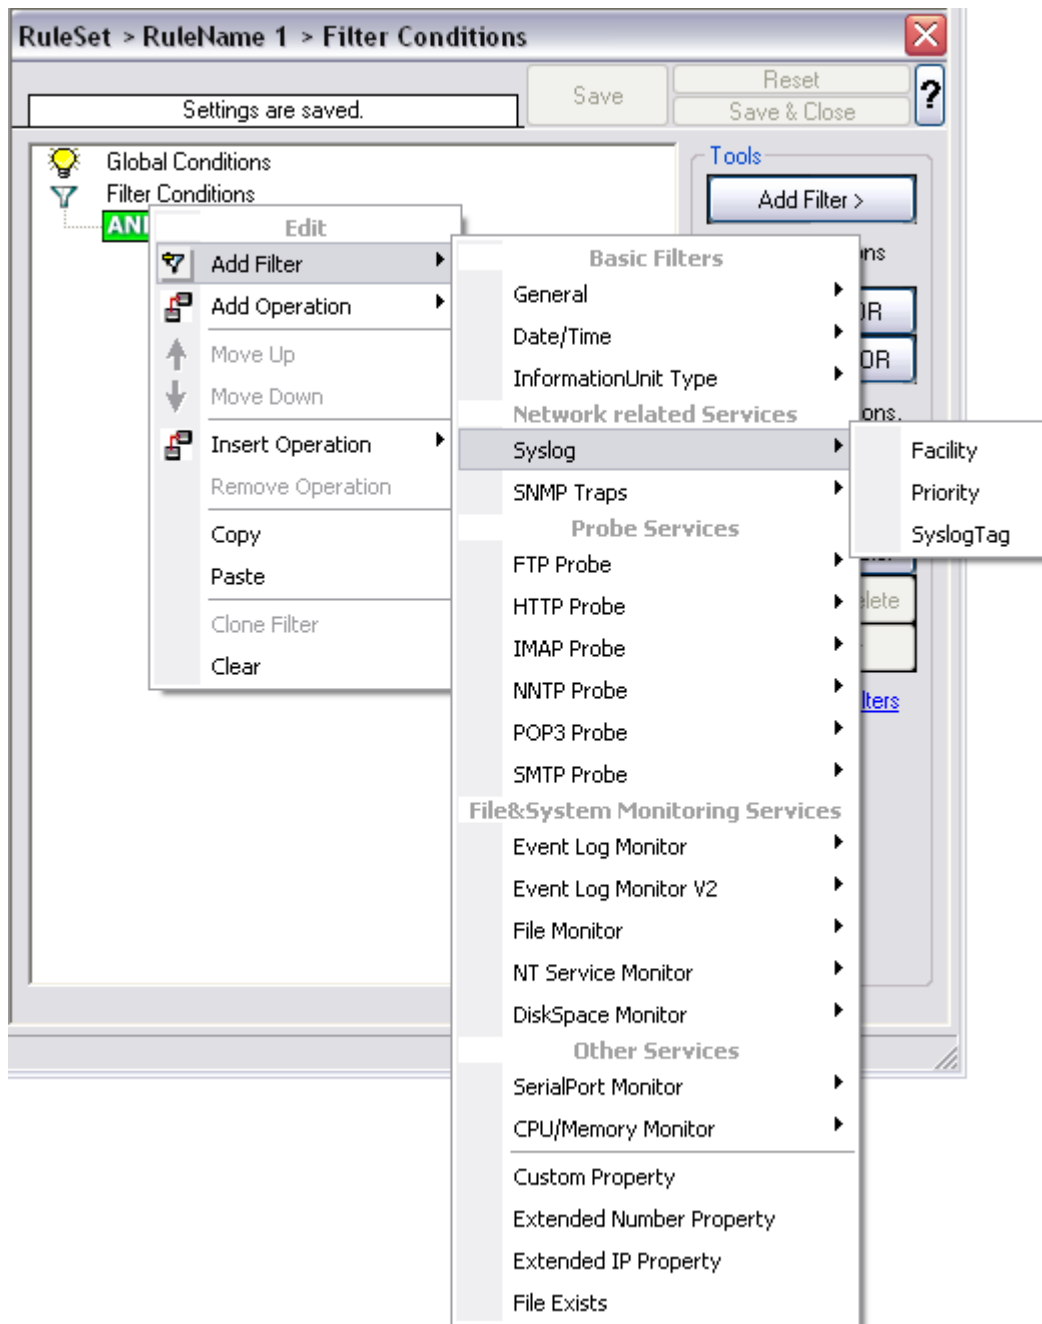 RuleSet > RuleName 1 > Filter Conditions
Settings are saved.
Save
Reset
Save & Close
?
Global Conditions
Filter Conditions
Tools
Add Filter >
Edit
Add Filter
Add Operation
Move Up
Move Down
Insert Operation
Remove Operation
Copy
Paste
Clone Filter
Clear
Basic Filters
General
Date/Time
InformationUnit Type
Network related Services
Syslog
SNMP Traps
Probe Services
FTP Probe
HTTP Probe
IMAP Probe
NNTP Probe
POP3 Probe
SMTP Probe
File&System Monitoring Services
Event Log Monitor
Event Log Monitor V2
File Monitor
NT Service Monitor
DiskSpace Monitor
Other Services
SerialPort Monitor
CPU/Memory Monitor
Custom Property
Extended Number Property
Extended IP Property
File Exists
Facility
Priority
SyslogTag